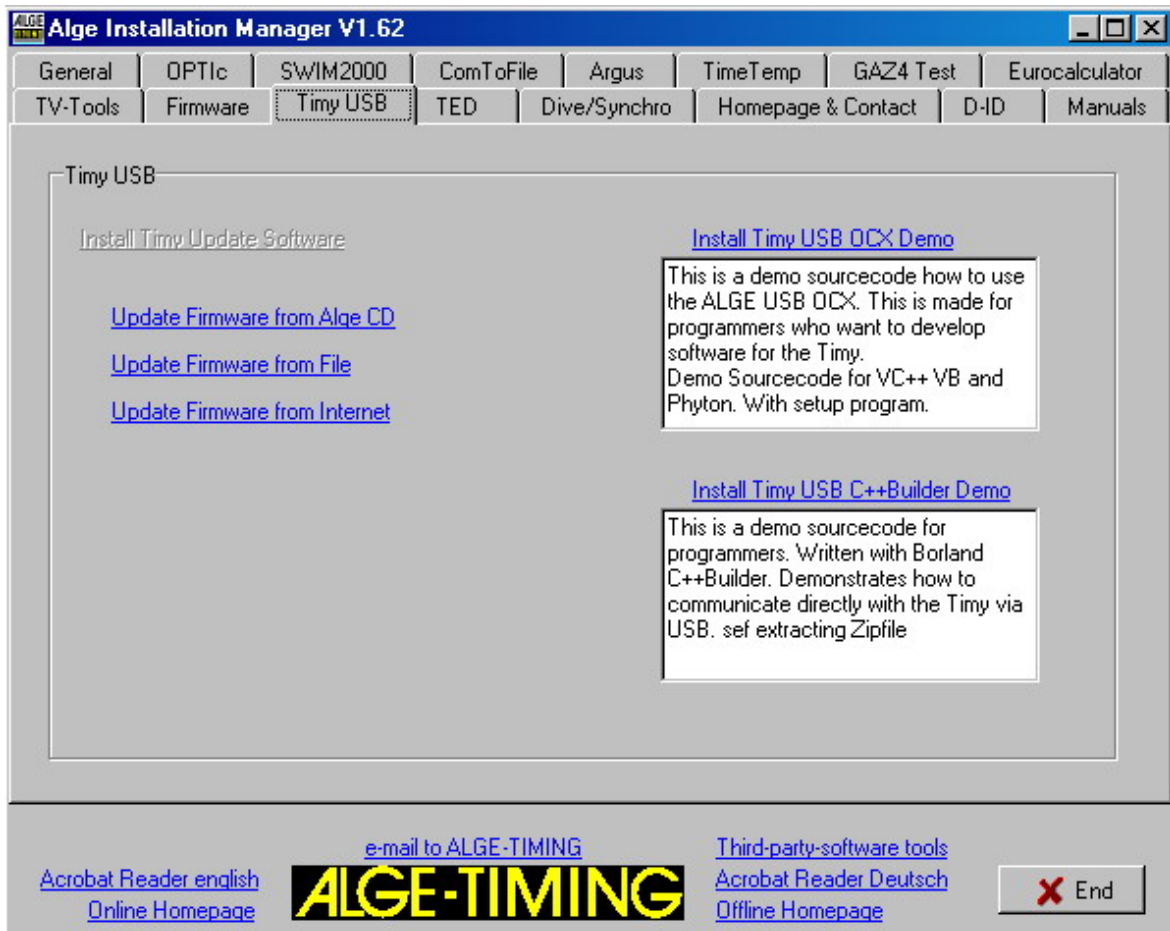 ALGE TIMING Alge Installation Manager V1.62
General OPTIc SWIM2000 ComToFile Argus TimeTemp GAZ4 Test Eurocalculator
TV-Tools Firmware Timy USB TED Dive/Synchro Homepage & Contact D-ID Manuals
Timy USB
Install Timy Update Software
Update Firmware from Alge CD
Update Firmware from File
Update Firmware from Internet
Install Timy USB OCX Demo
This is a demo sourcecode how to use
the ALGE USB OCX. This is made for
programmers who want to develop
software for the Timy.
Demo Sourcecode for VC++ VB and
Phyton. With setup program.
Install Timy USB C++Builder Demo
This is a demo sourcecode for
programmers. Written with Borland
C++Builder. Demonstrates how to
communicate directly with the Timy via
USB. sef extracting Zipfile
e-mail to ALGE-TIMING
Third-party-software tools
Acrobat Reader english
ALGE-TIMING
Acrobat Reader Deutsch
Online Homepage
Offline Homepage
End